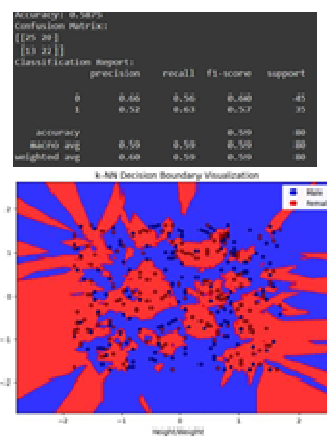 Accuracy: 0.5875
Confusion Matrix:
[[25 20]
[13 22]]
Classification Report:
precision recall f1-score support
0 0.66 0.56 0.60 45
1 0.52 0.63 0.57 35
accuracy 0.59 80
macro avg 0.59 0.59 0.59 80
weighted avg 0.60 0.59 0.59 80
k-NN Decision Boundary Visualization
Male
Female
2
1
0
-1
-2
-2 -1 0 1 2
Height/Weight